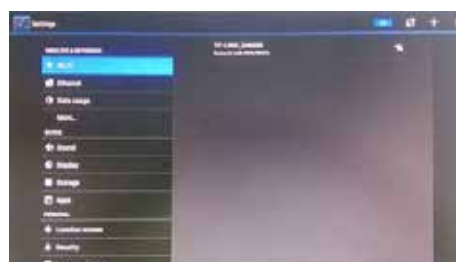 Settings
WIRELESS & NETWORKS
Wi-Fi
Ethernet
Data usage
More...
DEVICE
Sound
Display
Storage
Apps
PERSONAL
Location access
Security